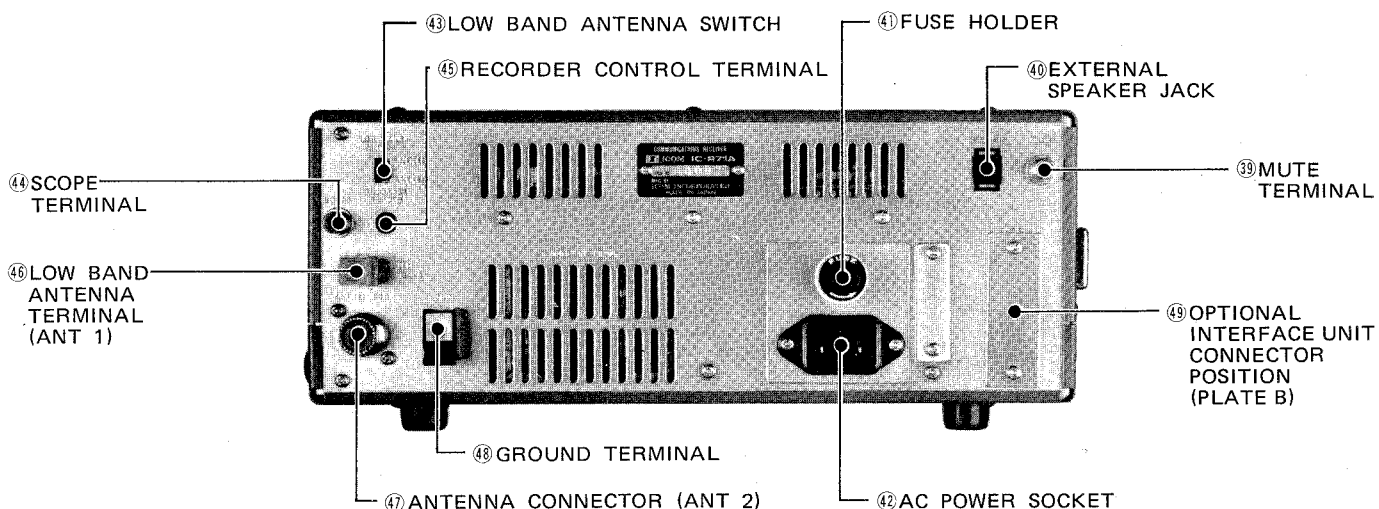 ㊸LOW BAND ANTENNA SWITCH
㊶FUSE HOLDER
㊺RECORDER CONTROL TERMINAL
㊵EXTERNAL
SPEAKER JACK
COMMUNICATIONS RECEIVER
ICOM IC-R71A
MADE IN JAPAN
㊹SCOPE
TERMINAL
㊴MUTE
TERMINAL
㊻LOW BAND
ANTENNA
TERMINAL
(ANT 1)
FUSE
㊾OPTIONAL
INTERFACE UNIT
CONNECTOR
POSITION
(PLATE B)
㊽GROUND TERMINAL
㊼ANTENNA CONNECTOR (ANT 2)
㊷AC POWER SOCKET